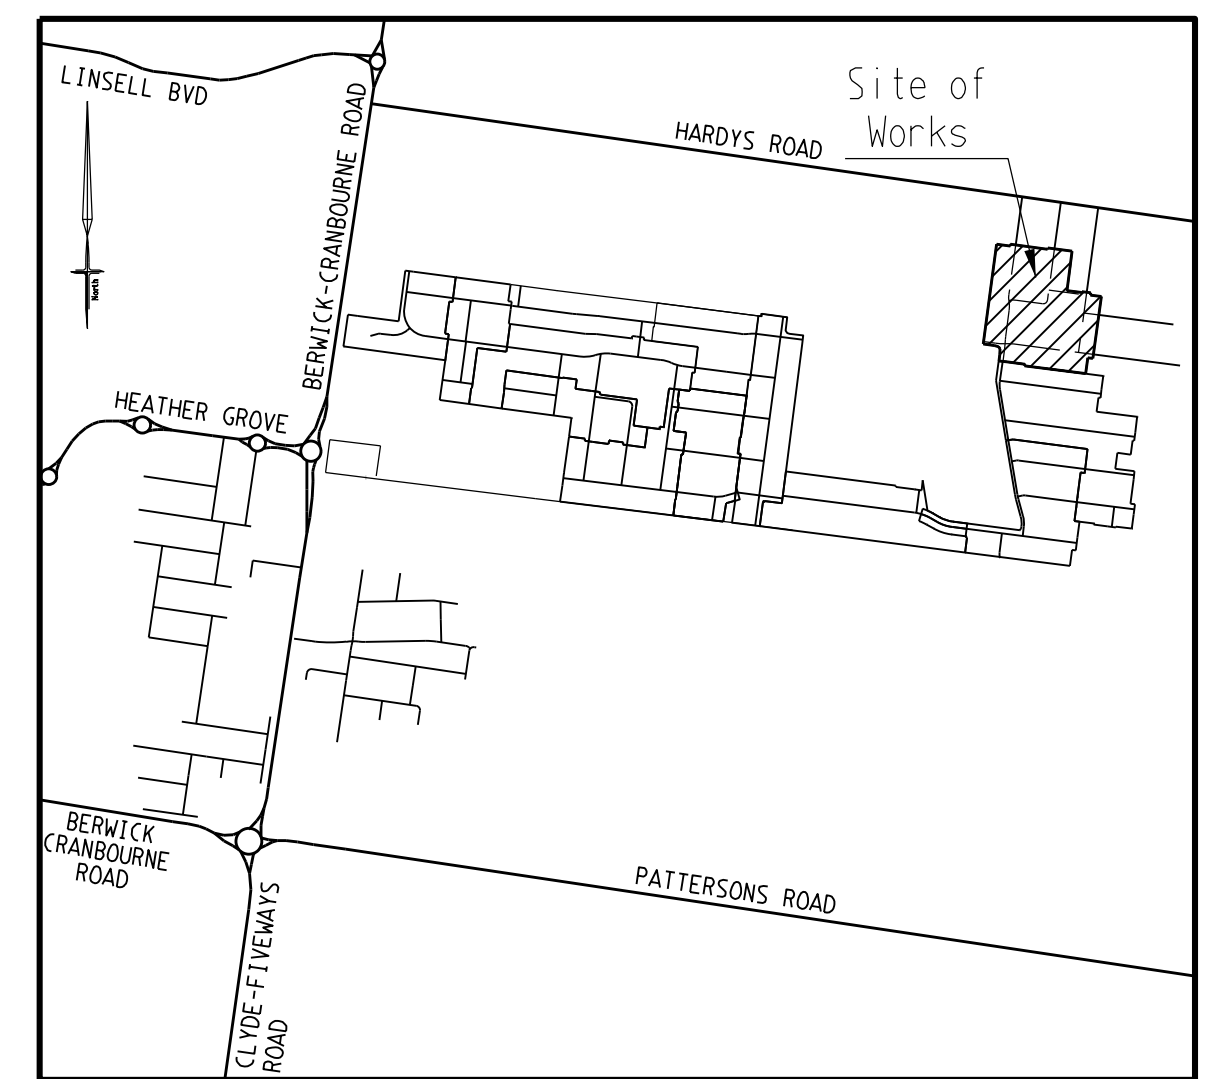 LINSELL BVD
BERWICK-CRANBOURNE ROAD
HARDYS ROAD
Site of
Works
North
HEATHER GROVE
BERWICK
CRANBOURNE
ROAD
PATTERSONS ROAD
CLYDE-FIVEWAYS
ROAD